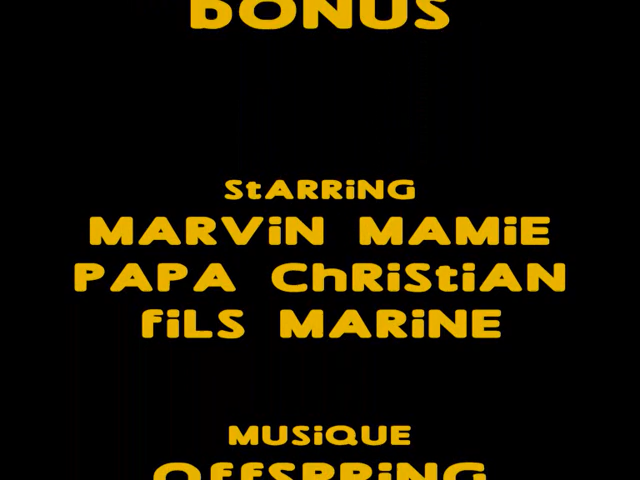 BONUS
StARRiNG
MARViN MAMiE
PAPA ChRiStiAN
fiLS MARiNE
MUSiQUE
OffSPRiNG